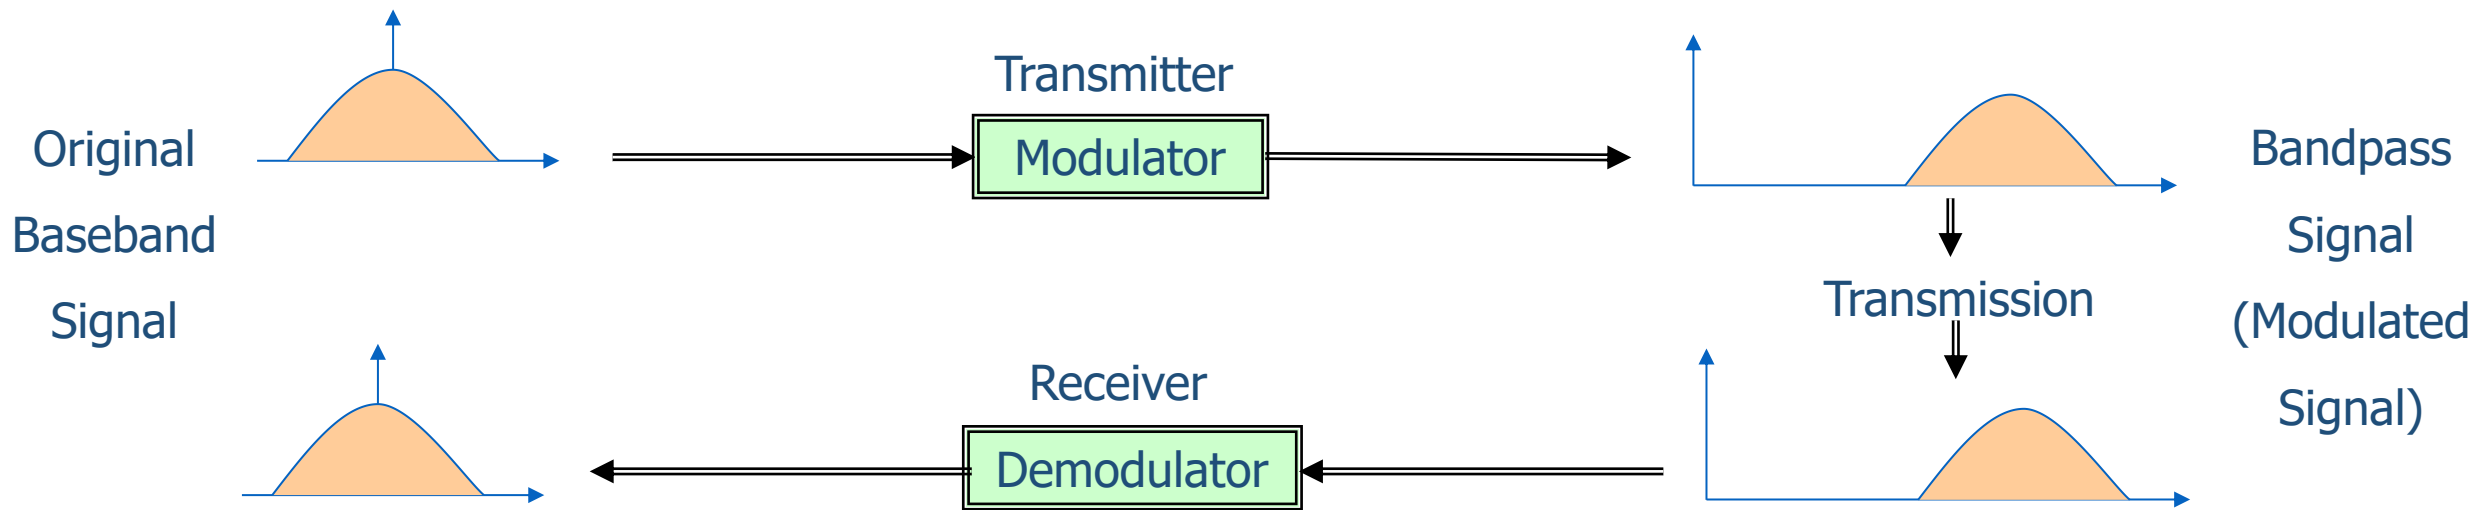 Original
Baseband
Signal
Transmitter
Modulator
Bandpass
Signal
(Modulated
Signal)
Transmission
Receiver
Demodulator